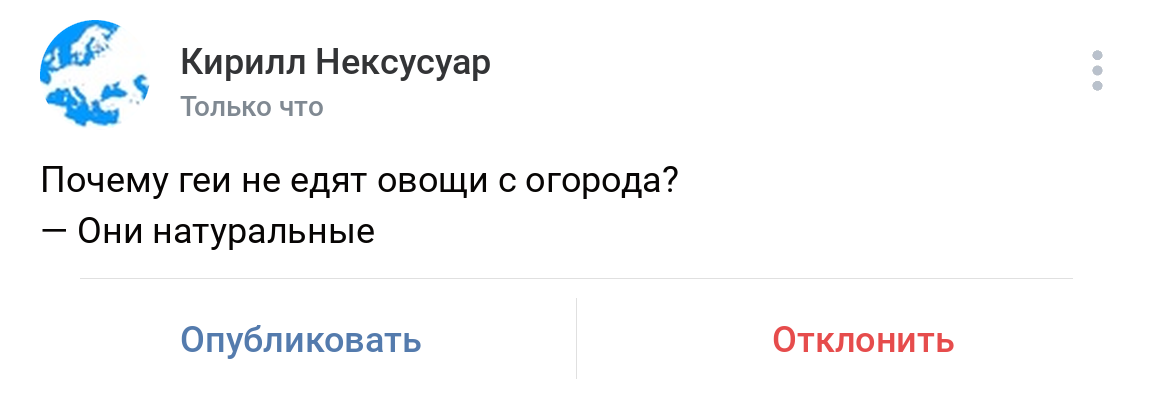 Кирилл Нексусуар
Только что
Почему геи не едят овощи с огорода?
— Они натуральные
Опубликовать
Отклонить